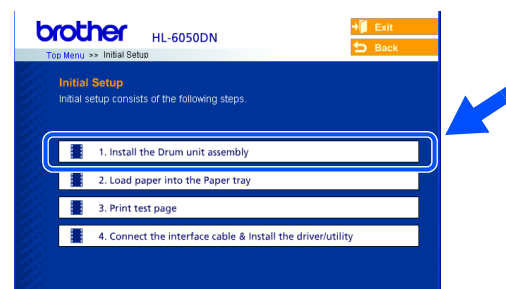 brother HL-6050DN
Exit
Back
Top Menu >> Initial Setup
Initial Setup
Initial setup consists of the following steps.
1. Install the Drum unit assembly
2. Load paper into the Paper tray
3. Print test page
4. Connect the interface cable & Install the driver/utility